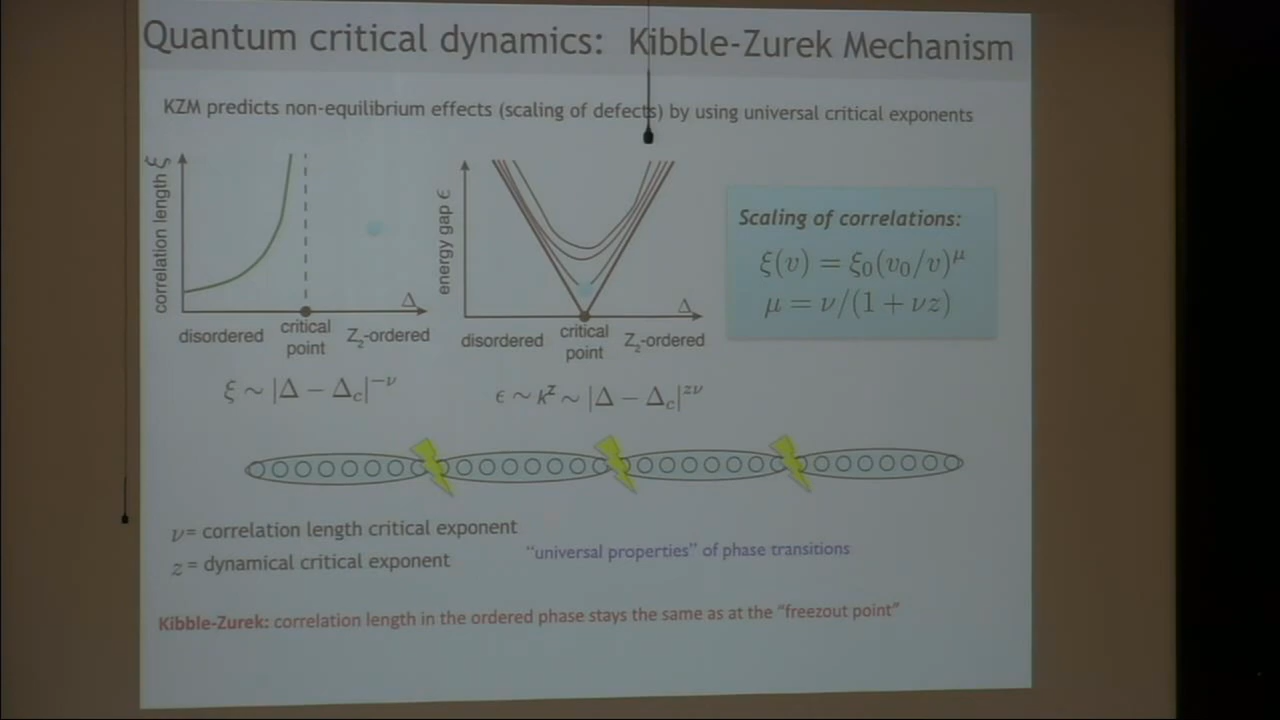 Quantum critical dynamics: Kibble-Zurek Mechanism
KZM predicts non-equilibrium effects (scaling of defects) by using universal critical exponents
correlation length ξ
Δ
disordered
critical
point
Z₂-ordered
energy gap ϵ
Δ
disordered
critical
point
Z₂-ordered
Scaling of correlations:
ξ(v) = ξ₀(v₀/v)^μ
μ = ν/(1 + νz)
ξ ∼ |Δ − Δ_c|^{−ν}
ϵ ∼ k^z ∼ |Δ − Δ_c|^{zν}
ν= correlation length critical exponent
z = dynamical critical exponent
"universal properties" of phase transitions
Kibble-Zurek: correlation length in the ordered phase stays the same as at the "freezout point"